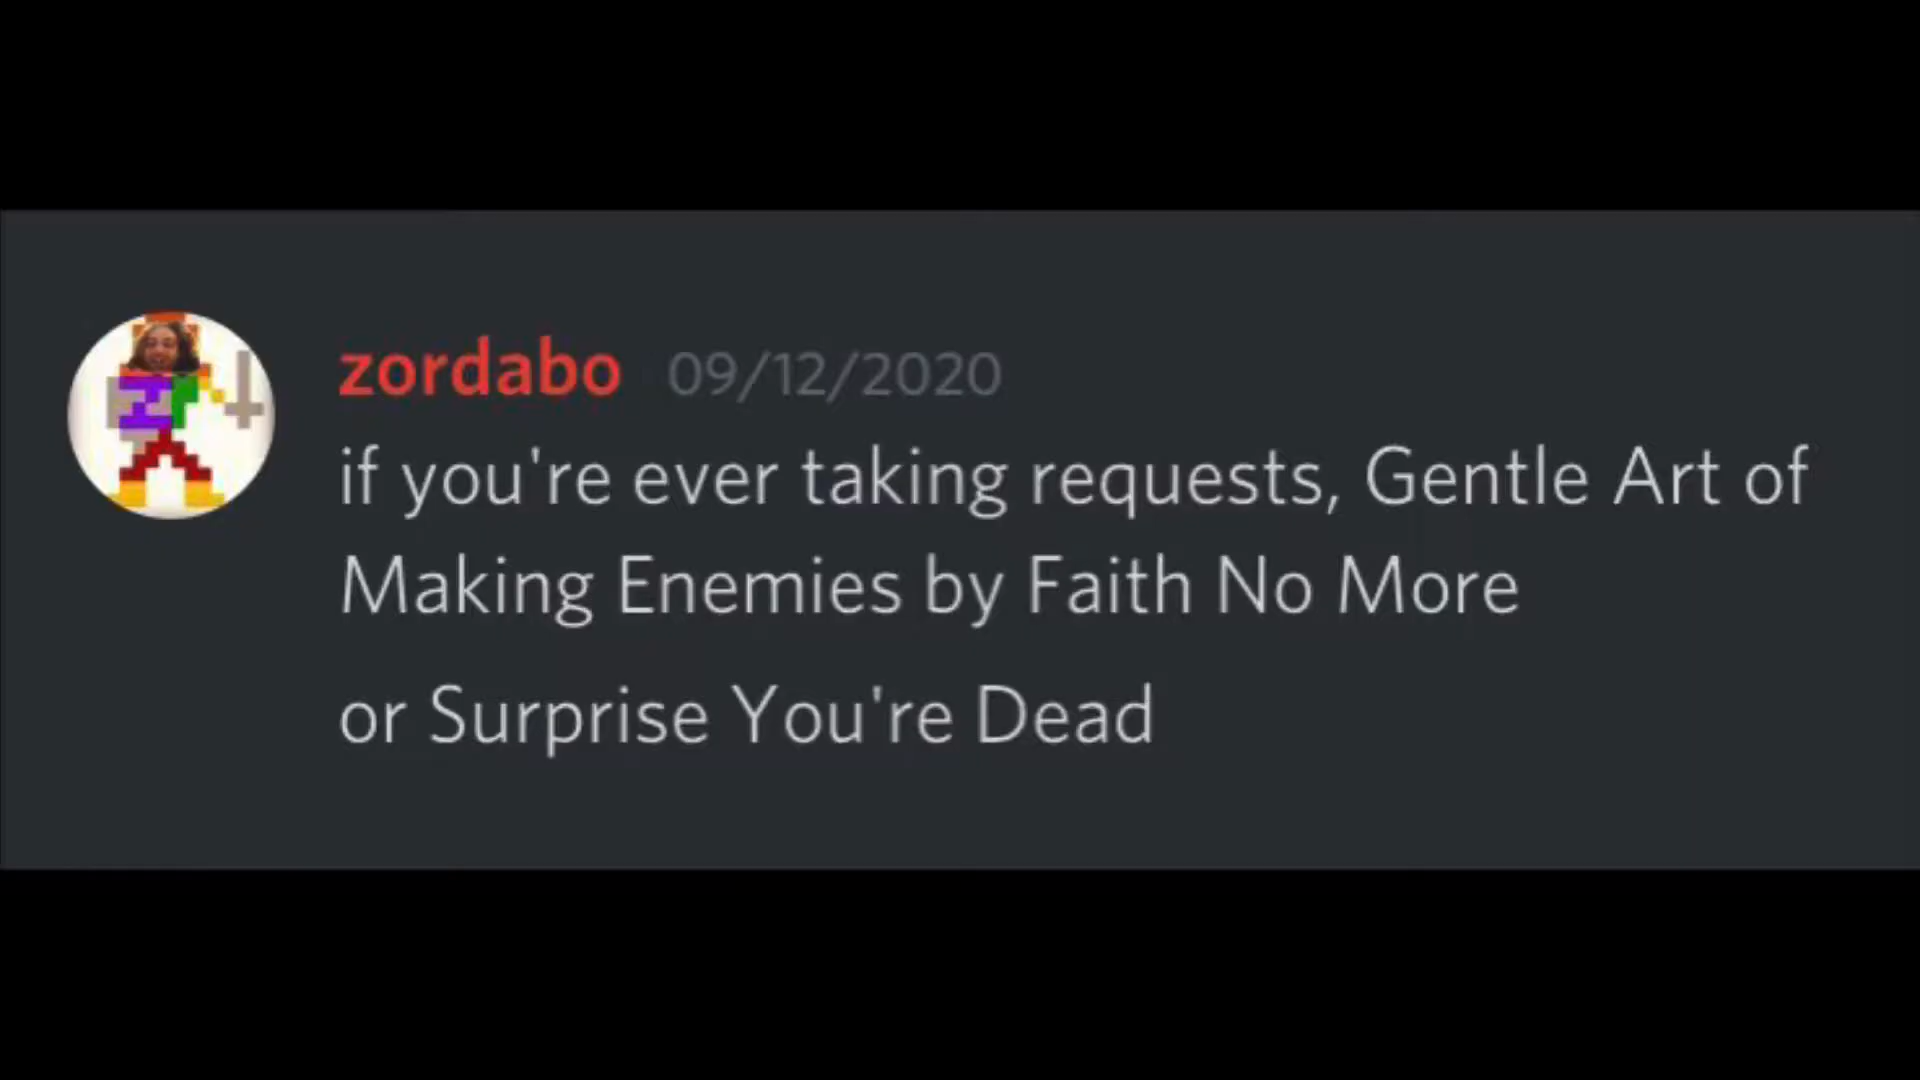 zordabo 09/12/2020
if you're ever taking requests, Gentle Art of
Making Enemies by Faith No More
or Surprise You're Dead